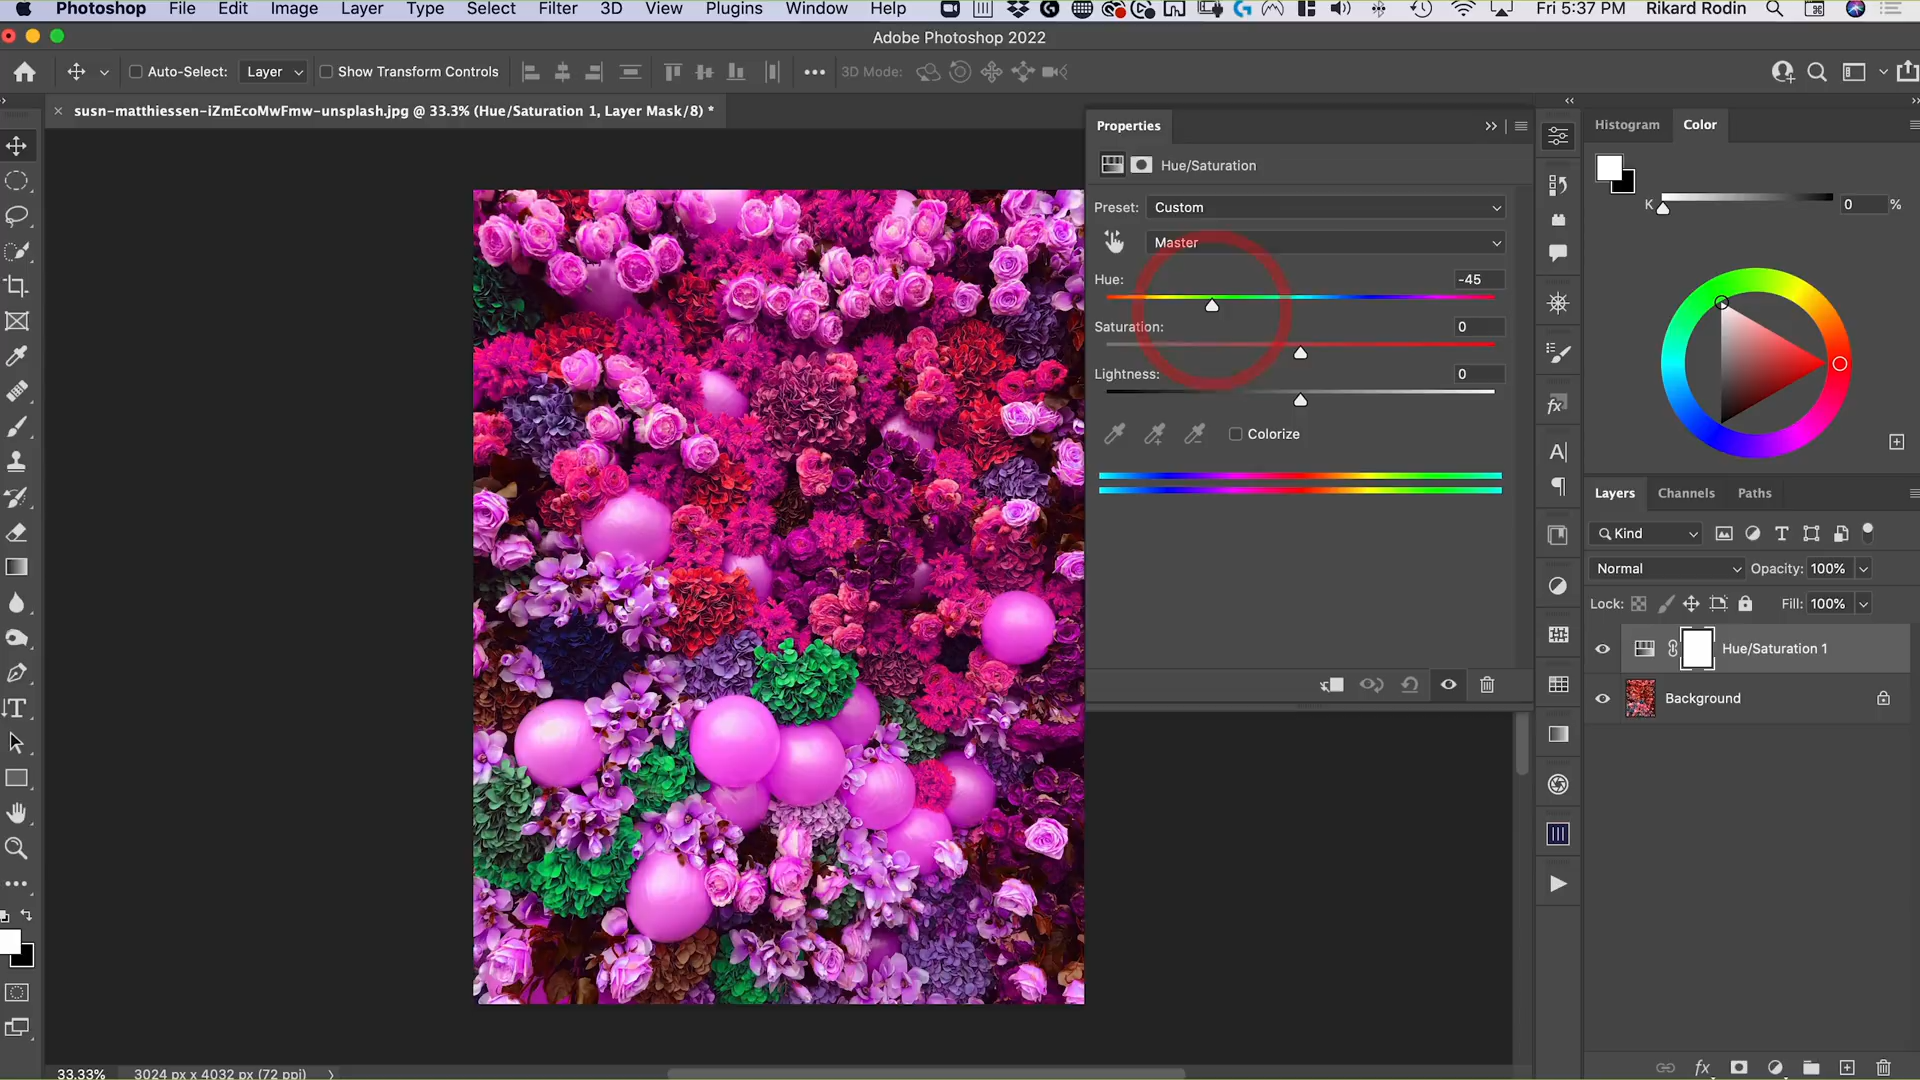 Photoshop File Edit Image Layer Type Select Filter 3D View Plugins Window Help Fri 5:37 PM Rikard Rodin
Adobe Photoshop 2022
Auto-Select: Layer Show Transform Controls 3D Mode:
× susn-matthiessen-iZmEcoMwFmw-unsplash.jpg @ 33.3% (Hue/Saturation 1, Layer Mask/8) *
Properties
Hue/Saturation
Preset: Custom
Master
Hue: -45
Saturation: 0
Lightness: 0
Colorize
Histogram Color
K 0 %
Layers Channels Paths
Kind
Normal Opacity: 100%
Lock: Fill: 100%
Hue/Saturation 1
Background
33.33% 3024 px x 4032 px (72 ppi)